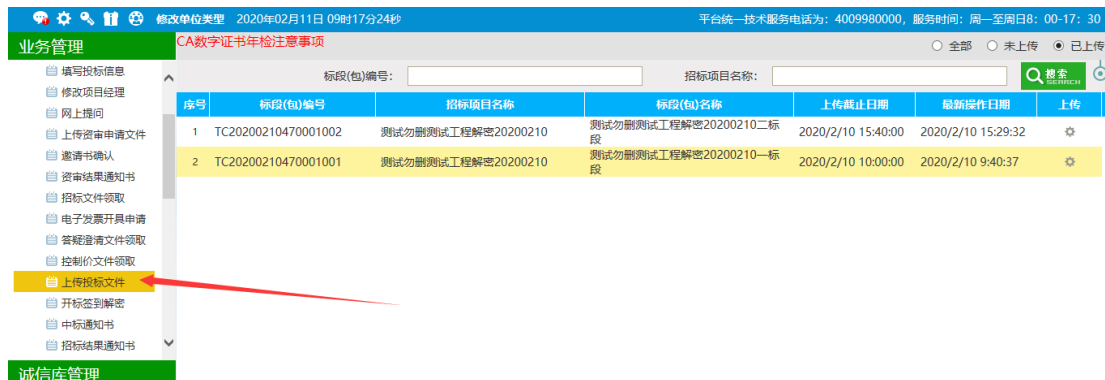 修改单位类型 2020年02月11日 09时17分24秒 平台统一技术服务电话为：4009980000，服务时间：周一至周日8：00-17：30
业务管理
CA数字证书年检注意事项
全部 未上传 已上传
填写投标信息
修改项目经理
网上提问
上传资审申请文件
邀请书确认
资审结果通知书
招标文件领取
电子发票开具申请
答疑澄清文件领取
控制价文件领取
上传投标文件
开标签到解密
中标通知书
招标结果通知书
诚信库管理
标段(包)编号： 招标项目名称： 搜索 SEARCH
序号 标段(包)编号 招标项目名称 标段(包)名称 上传截止日期 最新操作日期 上传
1 TC20200210470001002 测试勿删测试工程解密20200210 测试勿删测试工程解密20200210二标 2020/2/10 15:40:00 2020/2/10 15:29:32
段
2 TC20200210470001001 测试勿删测试工程解密20200210 测试勿删测试工程解密20200210一标 2020/2/10 10:00:00 2020/2/10 9:40:37
段